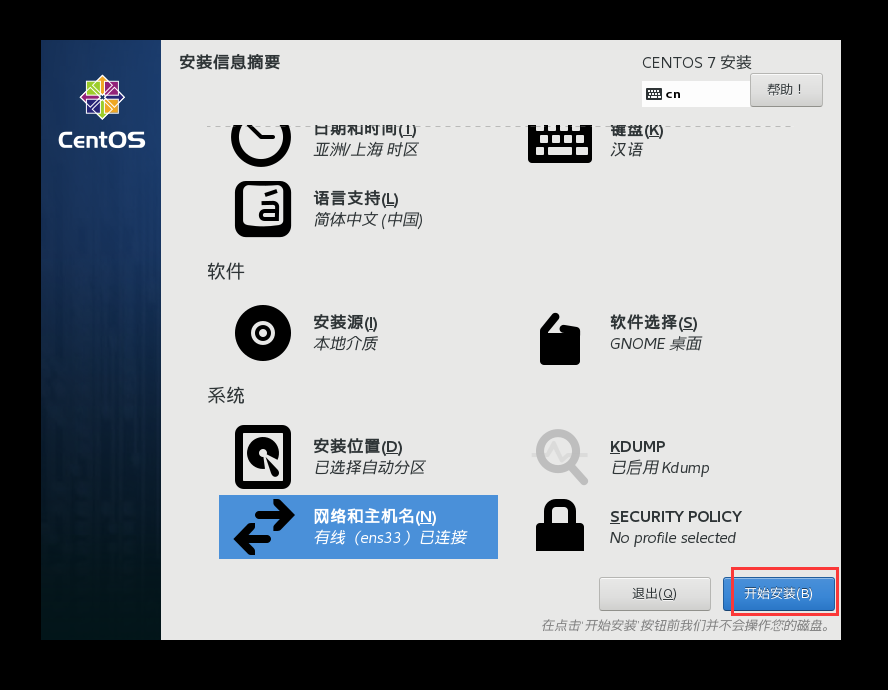 安装信息摘要
CENTOS 7 安装
cn
帮助！
CentOS
日期和时间(T)
亚洲/上海 时区
键盘(K)
汉语
语言支持(L)
简体中文 (中国)
软件
安装源(I)
本地介质
软件选择(S)
GNOME 桌面
系统
安装位置(D)
已选择自动分区
KDUMP
已启用 Kdump
网络和主机名(N)
有线（ens33）已连接
SECURITY POLICY
No profile selected
退出(Q)
开始安装(B)
在点击'开始安装'按钮前我们并不会操作您的磁盘。